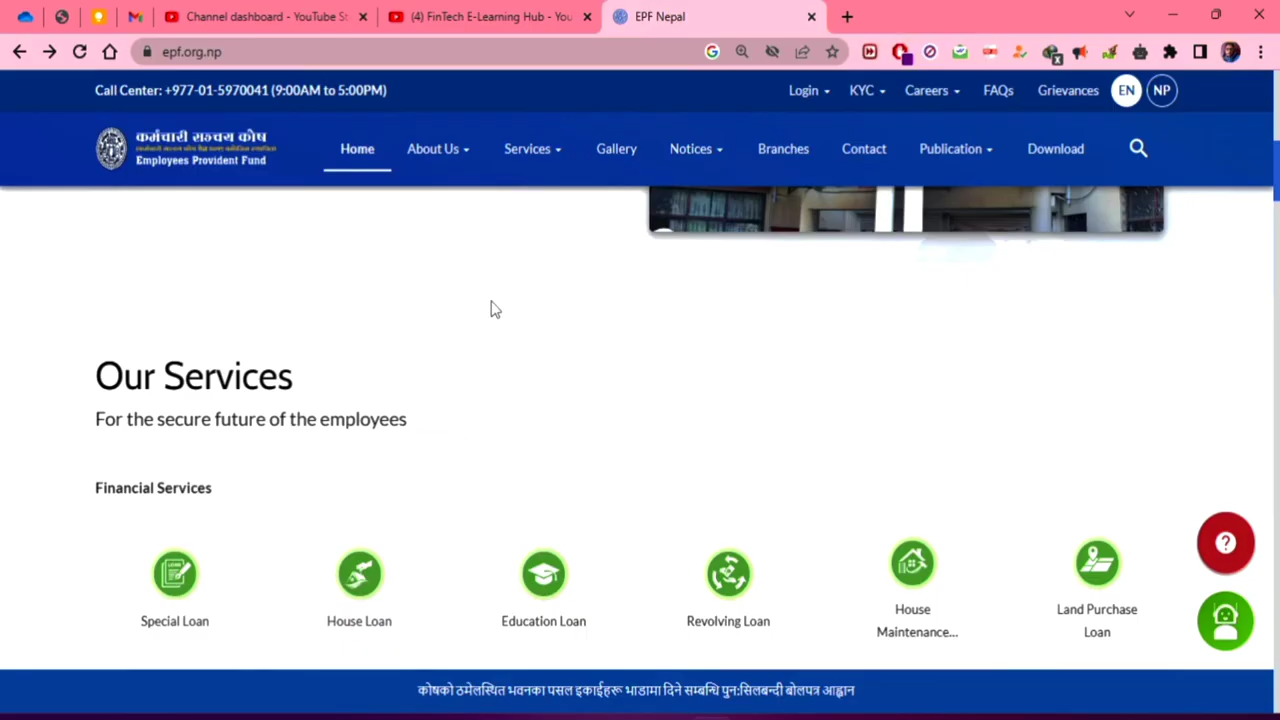 Channel dashboard - YouTube St
(4) FinTech E-Learning Hub - You
EPF Nepal
epf.org.np
Call Center: +977-01-5970041 (9:00AM to 5:00PM)
Login
KYC
Careers
FAQs
Grievances
EN
NP
कर्मचारी सञ्चय कोष
Employees Provident Fund
Home
About Us
Services
Gallery
Notices
Branches
Contact
Publication
Download
Our Services
For the secure future of the employees
Financial Services
Special Loan
House Loan
Education Loan
Revolving Loan
House
Maintenance...
Land Purchase
Loan
कोषको ठमेलस्थित भवनका पसल इकाईहरू भाडामा दिने सम्बन्धि पुन:सिलबन्दी बोलपत्र आह्वान